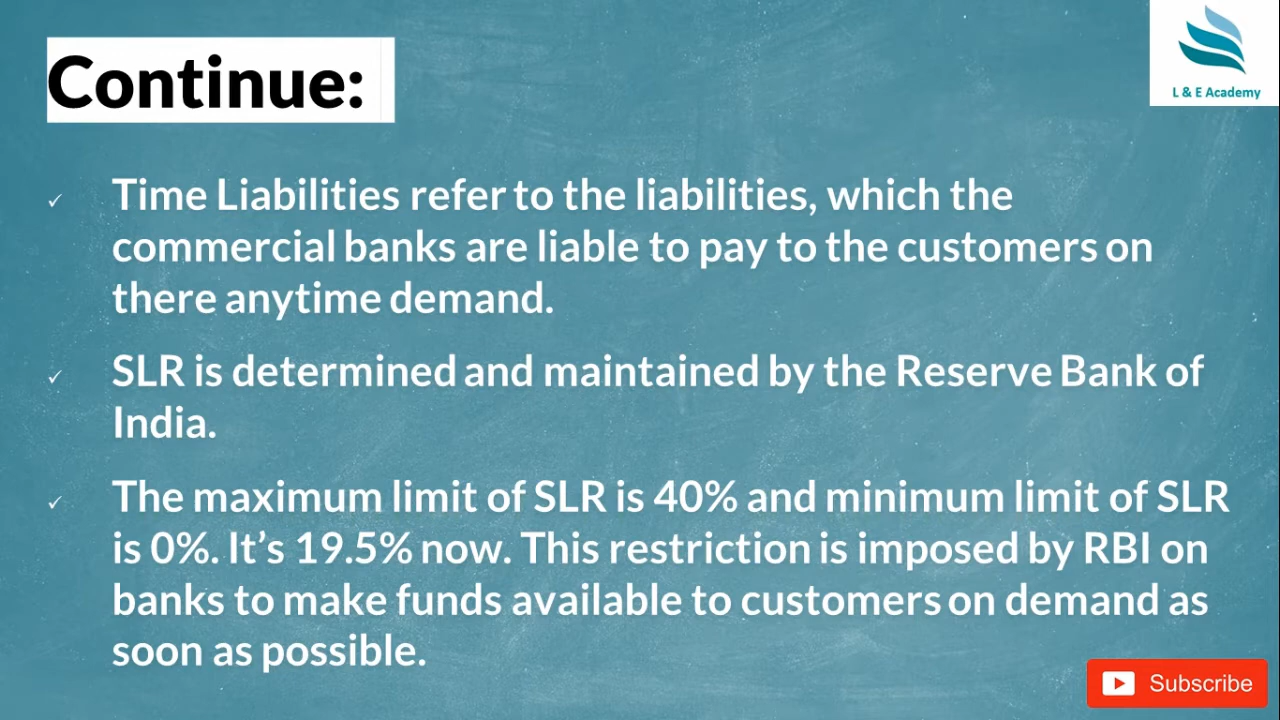 Continue:
L & E Academy
✓ Time Liabilities refer to the liabilities, which the
commercial banks are liable to pay to the customers on
there anytime demand.
✓ SLR is determined and maintained by the Reserve Bank of
India.
✓ The maximum limit of SLR is 40% and minimum limit of SLR
is 0%. It’s 19.5% now. This restriction is imposed by RBI on
banks to make funds available to customers on demand as
soon as possible.
Subscribe